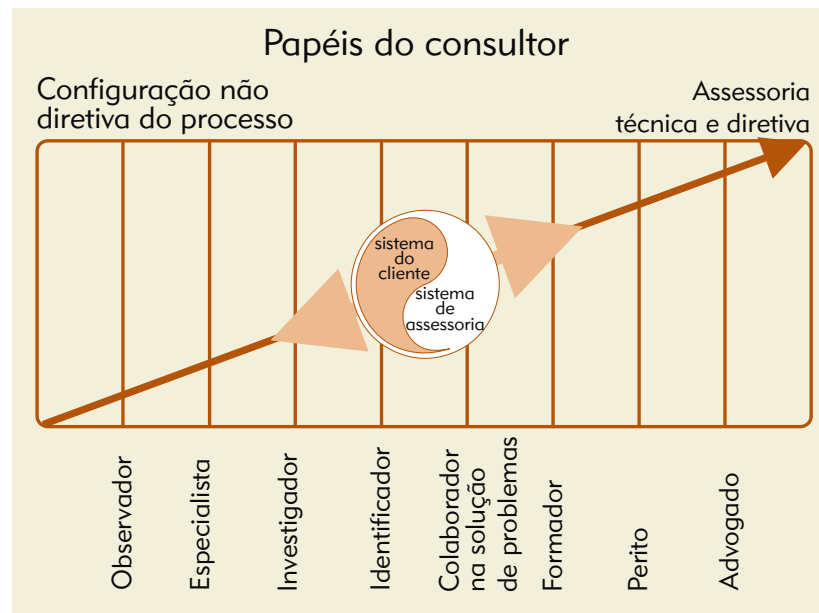 Papéis do consultor
Configuração não
diretiva do processo
Assessoria
técnica e diretiva
sistema
do
cliente
sistema
de
assessoria
Observador
Especialista
Investigador
Identificador
Colaborador
na solução
de problemas
Formador
Perito
Advogado